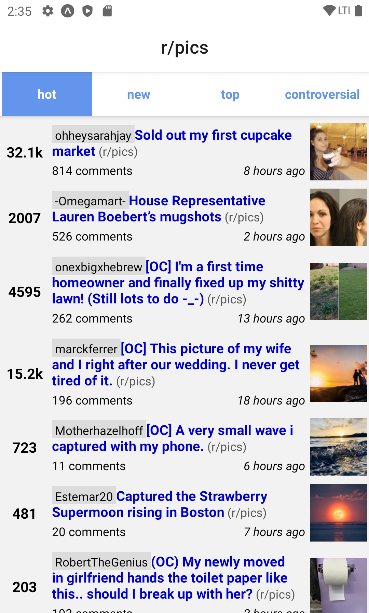 2:35
LTE
r/pics
hot
new
top
controversial
32.1k
ohheysarahjay Sold out my first cupcake
market (r/pics)
814 comments
8 hours ago
2007
-Omegamart- House Representative
Lauren Boebert's mugshots (r/pics)
526 comments
2 hours ago
4595
onexbigxhebrew [OC] I'm a first time
homeowner and finally fixed up my shitty
lawn! (Still lots to do -_-) (r/pics)
262 comments
13 hours ago
15.2k
marckferrer [OC] This picture of my wife
and I right after our wedding. I never get
tired of it. (r/pics)
196 comments
18 hours ago
723
Motherhazelhoff [OC] A very small wave i
captured with my phone. (r/pics)
11 comments
6 hours ago
481
Estemar20 Captured the Strawberry
Supermoon rising in Boston (r/pics)
20 comments
7 hours ago
203
RobertTheGenius (OC) My newly moved
in girlfriend hands the toilet paper like
this.. should I break up with her? (r/pics)